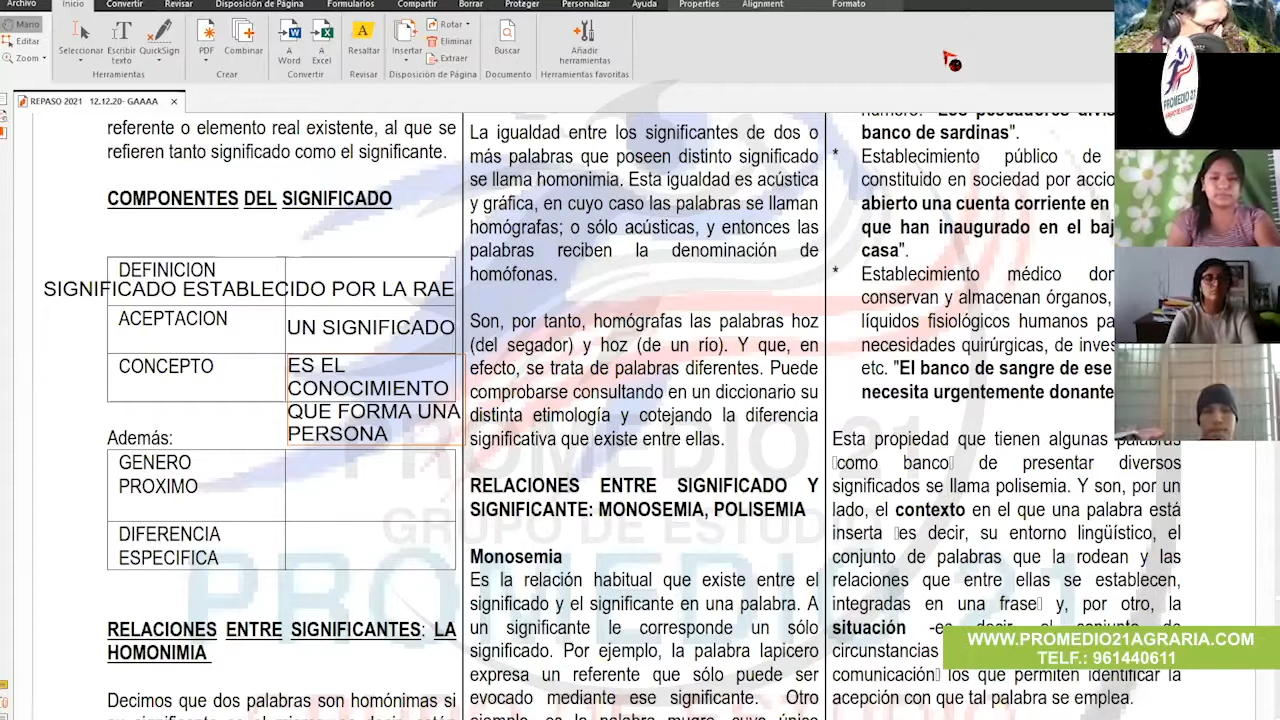 Archivo Inicio Convertir Revisar Disposición de Página Formularios Compartir Borrar Proteger Personalizar Ayuda Properties Alignment Formato
Mano
Editar
Zoom
Seleccionar
Escribir texto
QuickSign
Herramientas
PDF
Combinar
Crear
A Word
A Excel
Convertir
Resaltar
Revisar
Insertar
Rotar
Eliminar
Extraer
Disposición de Página
Buscar
Documento
Añadir herramientas
Herramientas favoritas
REPASO 2021 12.12.20- GAAAA
referente o elemento real existente, al que se
refieren tanto significado como el significante.
COMPONENTES DEL SIGNIFICADO
DEFINICION
SIGNIFICADO ESTABLECIDO POR LA RAE
ACEPTACION
UN SIGNIFICADO
CONCEPTO
ES EL
CONOCIMIENTO
QUE FORMA UNA
PERSONA
Además:
GENERO
PROXIMO
DIFERENCIA
ESPECIFICA
RELACIONES ENTRE SIGNIFICANTES: LA
HOMONIMIA
Decimos que dos palabras son homónimas si
La igualdad entre los significantes de dos o
más palabras que poseen distinto significado
se llama homonimia. Esta igualdad es acústica
y gráfica, en cuyo caso las palabras se llaman
homógrafas; o sólo acústicas, y entonces las
palabras reciben la denominación de
homófonas.
Son, por tanto, homógrafas las palabras hoz
(del segador) y hoz (de un río). Y que, en
efecto, se trata de palabras diferentes. Puede
comprobarse consultando en un diccionario su
distinta etimología y cotejando la diferencia
significativa que existe entre ellas.
RELACIONES ENTRE SIGNIFICADO Y
SIGNIFICANTE: MONOSEMIA, POLISEMIA
Monosemia
Es la relación habitual que existe entre el
significado y el significante en una palabra. A
un significante le corresponde un sólo
significado. Por ejemplo, la palabra lapicero
expresa un referente que sólo puede ser
evocado mediante ese significante. Otro
banco de sardinas".
* Establecimiento público de
constituido en sociedad por accio
abierto una cuenta corriente en
que han inaugurado en el baj
casa".
* Establecimiento médico don
conservan y almacenan órganos,
líquidos fisiológicos humanos pa
necesidades quirúrgicas, de inves
etc. "El banco de sangre de ese
necesita urgentemente donante
Esta propiedad que tienen algunas palabras
como banco de presentar diversos
significados se llama polisemia. Y son, por un
lado, el contexto en el que una palabra está
inserta es decir, su entorno lingüístico, el
conjunto de palabras que la rodean y las
relaciones que entre ellas se establecen,
integradas en una frase y, por otro, la
situación -es decir, el conjunto de
circunstancias
comunicación los que permiten identificar la
acepción con que tal palabra se emplea.
PROMEDIO 21
GRUPO DE ESTUDIO
PROMEDIO 21
PROMEDIO 21
WWW.PROMEDIO21AGRARIA.COM
TELF.: 961440611